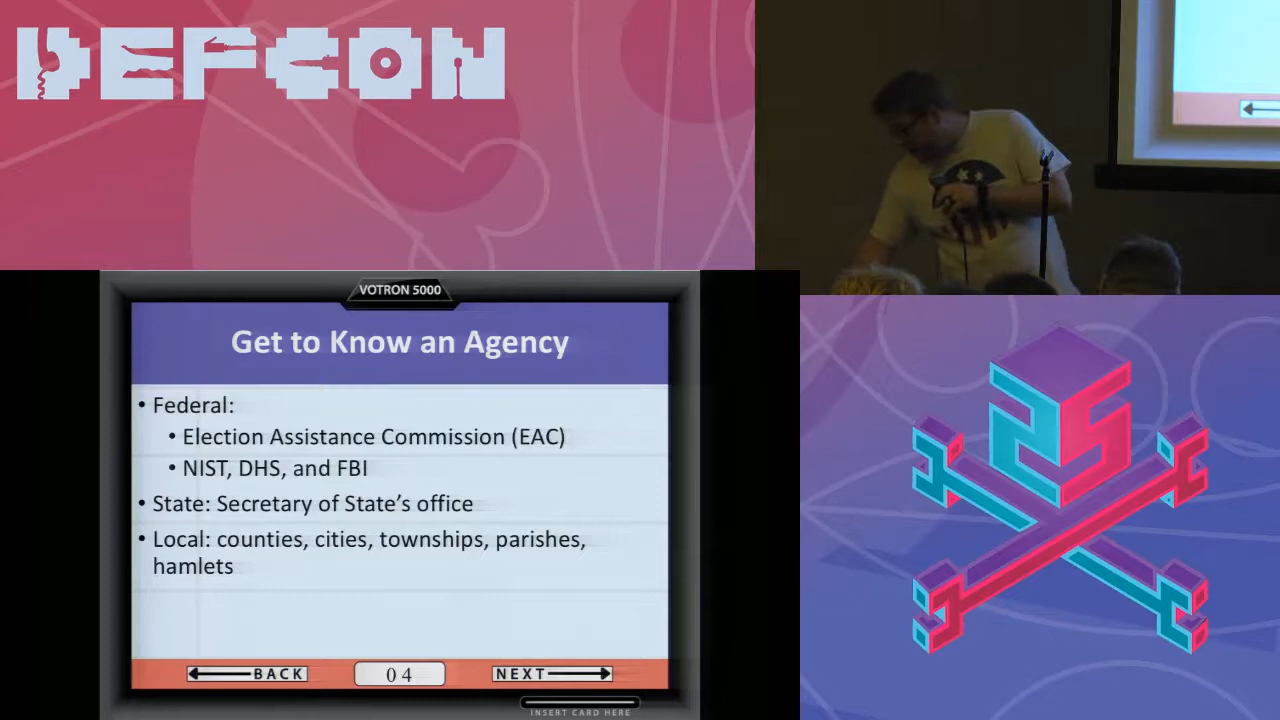 DEFCON
VOTRON 5000
Get to Know an Agency
• Federal:
• Election Assistance Commission (EAC)
• NIST, DHS, and FBI
• State: Secretary of State’s office
• Local: counties, cities, townships, parishes,
hamlets
BACK
04
NEXT
INSERT CARD HERE
25